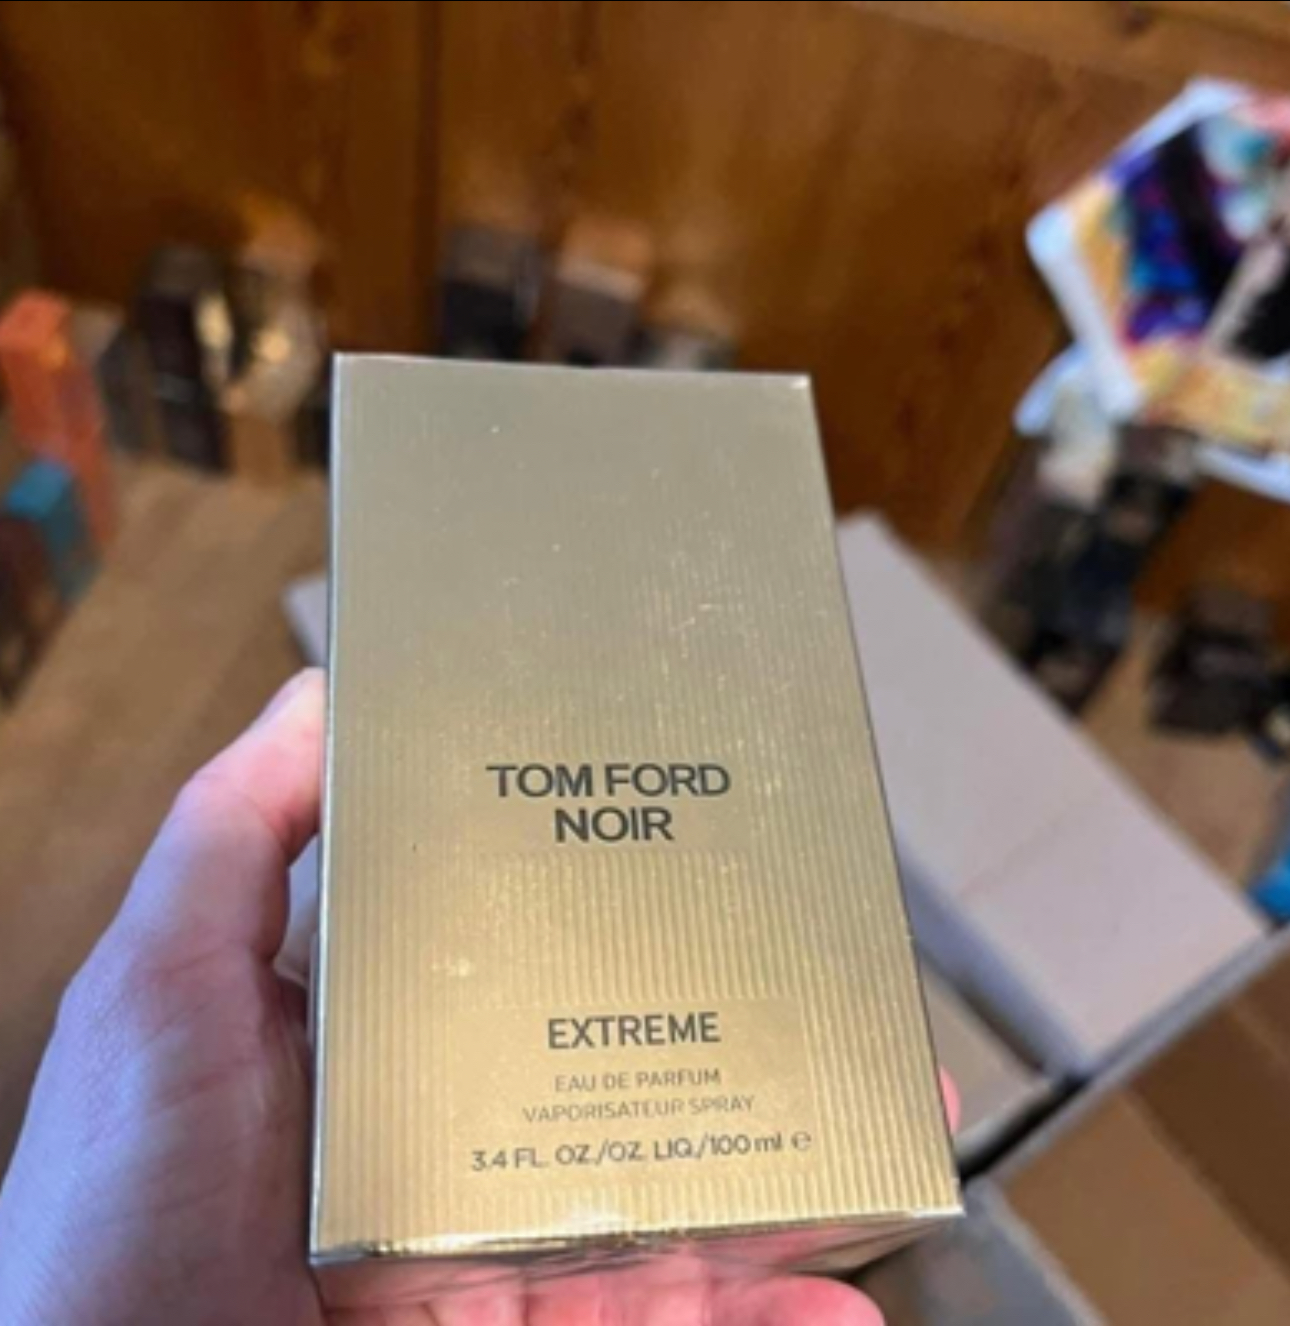 TOM FORD
NOIR
EXTREME
EAU DE PARFUM
VAPORISATEUR SPRAY
3.4 FL. OZ./OZ. LIQ./100 ml ℮